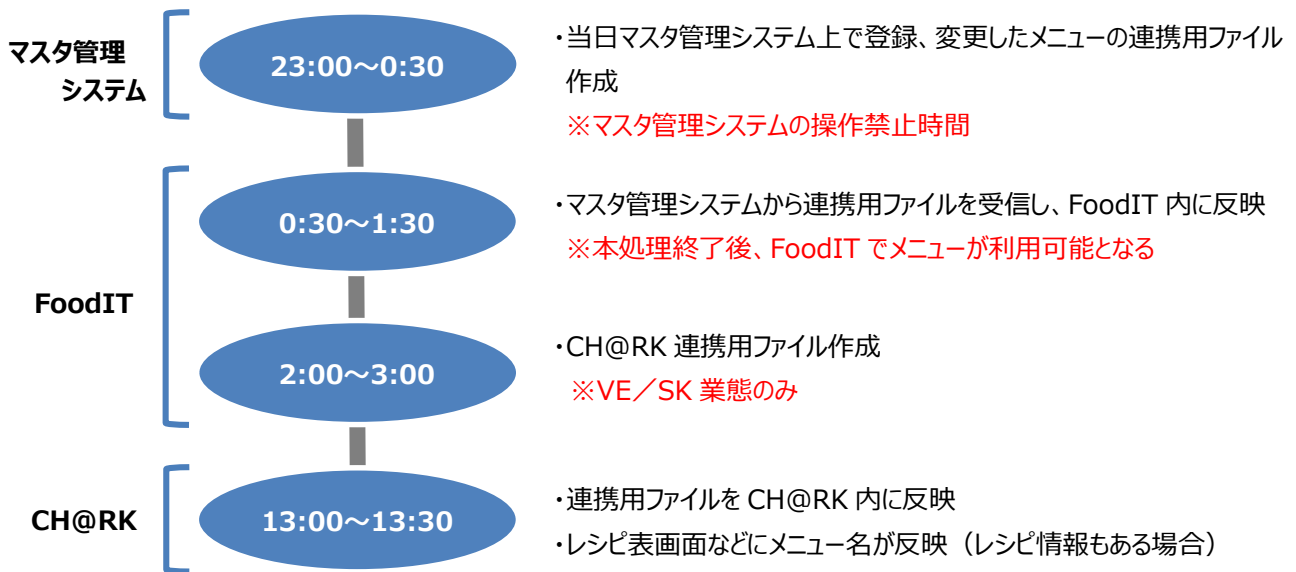 マスタ管理
システム
23:00~0:30
・当日マスタ管理システム上で登録、変更したメニューの連携用ファイル
作成
※マスタ管理システムの操作禁止時間
FoodIT
0:30~1:30
・マスタ管理システムから連携用ファイルを受信し、FoodIT 内に反映
※本処理終了後、FoodIT でメニューが利用可能となる
2:00~3:00
・CH@RK 連携用ファイル作成
※VE/SK 業態のみ
CH@RK
13:00~13:30
・連携用ファイルを CH@RK 内に反映
・レシピ表画面などにメニュー名が反映（レシピ情報もある場合）